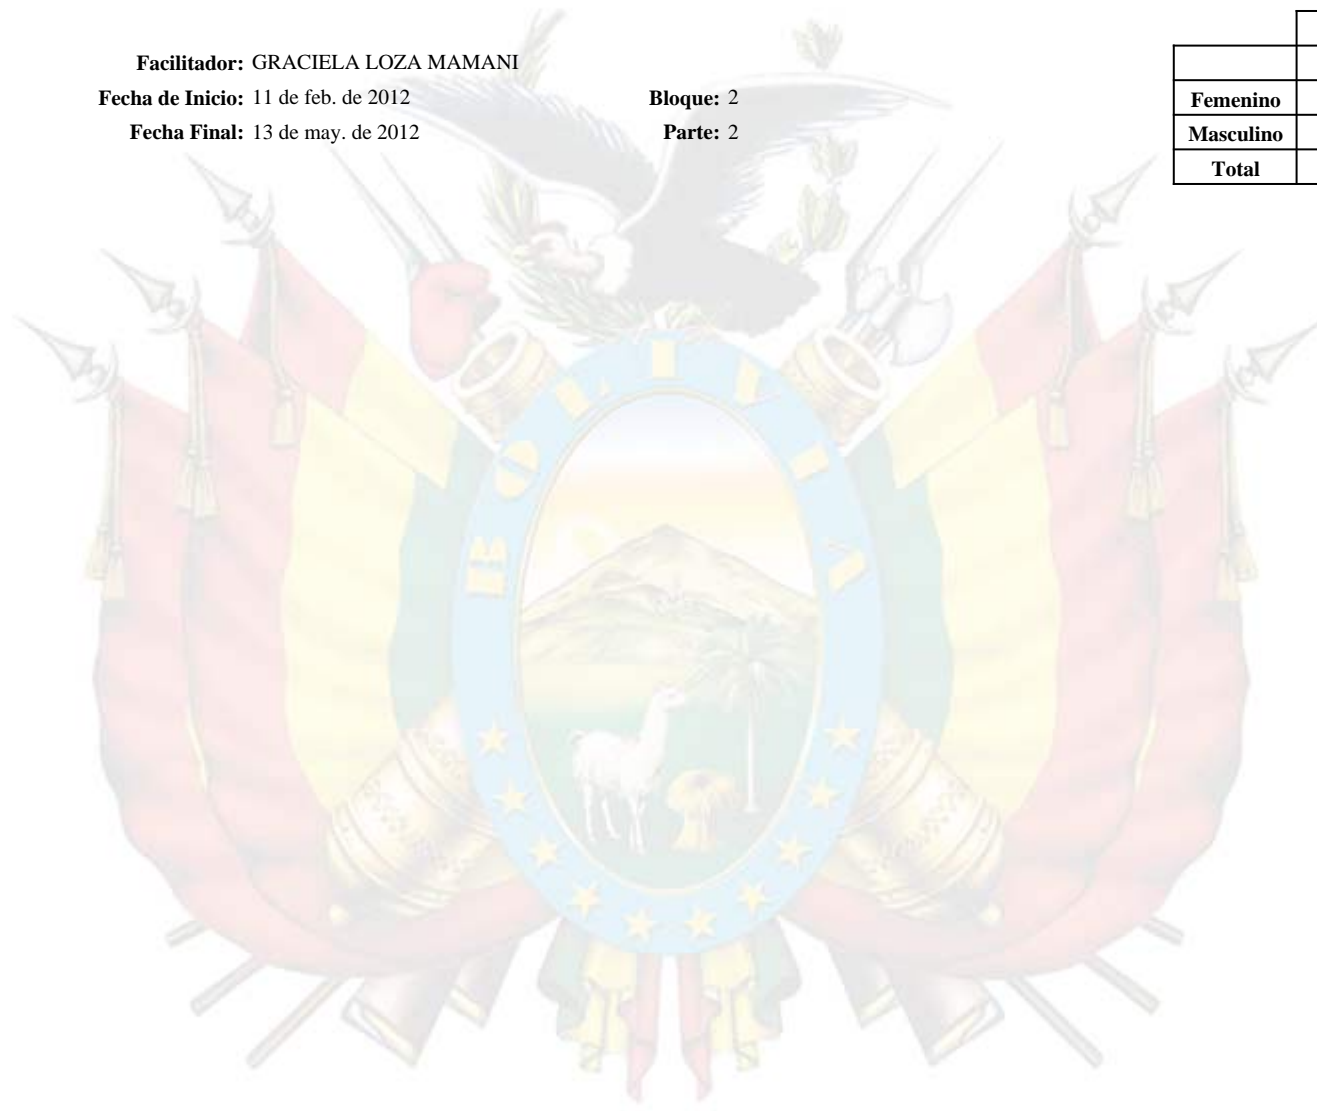 Facilitador: GRACIELA LOZA MAMANI
Fecha de Inicio: 11 de feb. de 2012 Bloque: 2
Fecha Final: 13 de may. de 2012 Parte: 2
Femenino
Masculino
Total
BOLIVIA